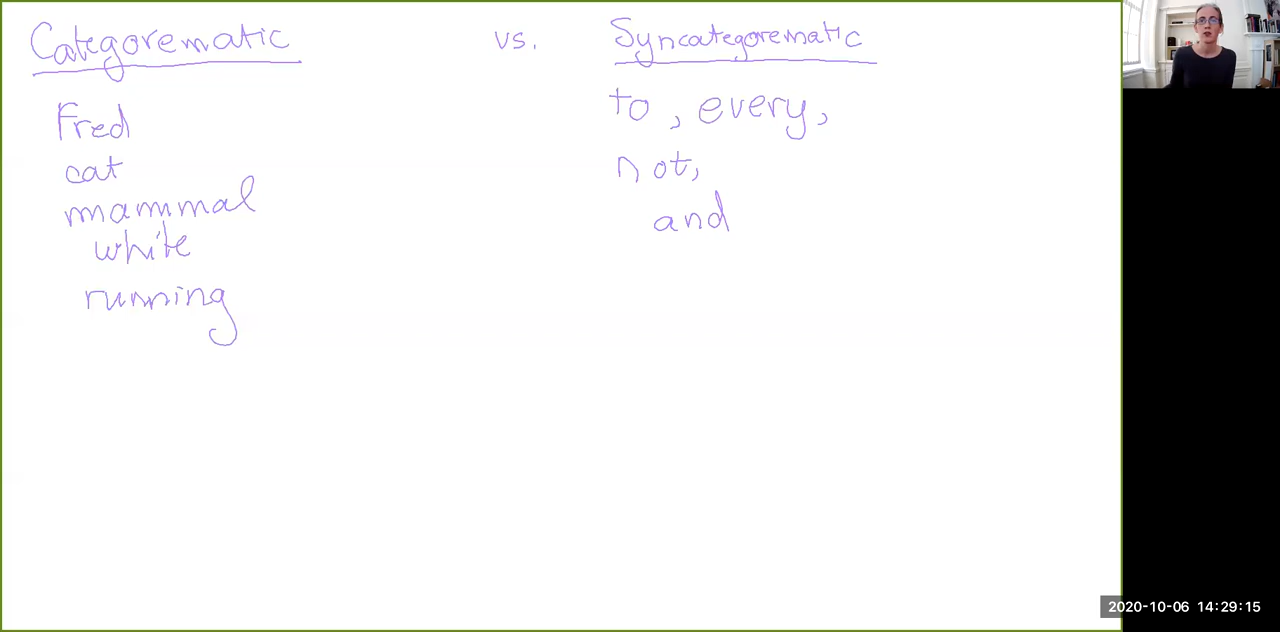 Categorematic vs. Syncategorematic
Fred
cat
mammal
white
running
to, every,
not,
and
2020-10-06 14:29:15